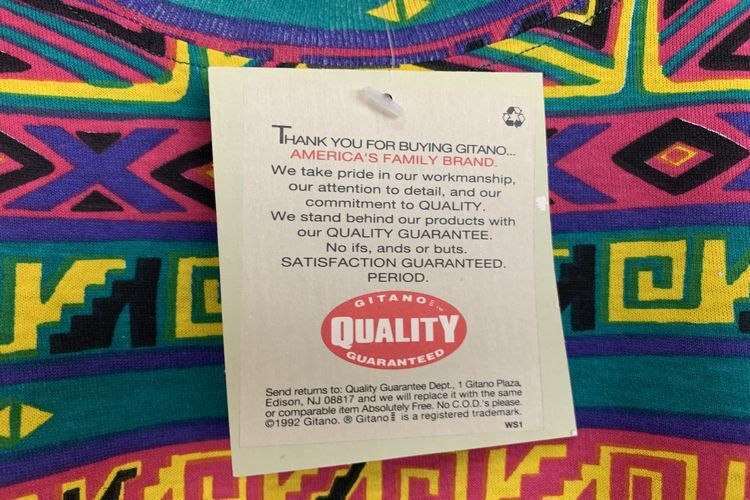 THANK YOU FOR BUYING GITANO...
AMERICA'S FAMILY BRAND.
We take pride in our workmanship,
our attention to detail, and our
commitment to QUALITY.
We stand behind our products with
our QUALITY GUARANTEE.
No ifs, ands or buts.
SATISFACTION GUARANTEED.
PERIOD.
GITANO
QUALITY
GUARANTEED
Send returns to: Quality Guarantee Dept., 1 Gitano Plaza,
Edison, NJ 08817 and we will replace it with the same
or comparable item Absolutely Free. No C.O.D.'s please.
©1992 Gitano. ® Gitano is a registered trademark.
WS1